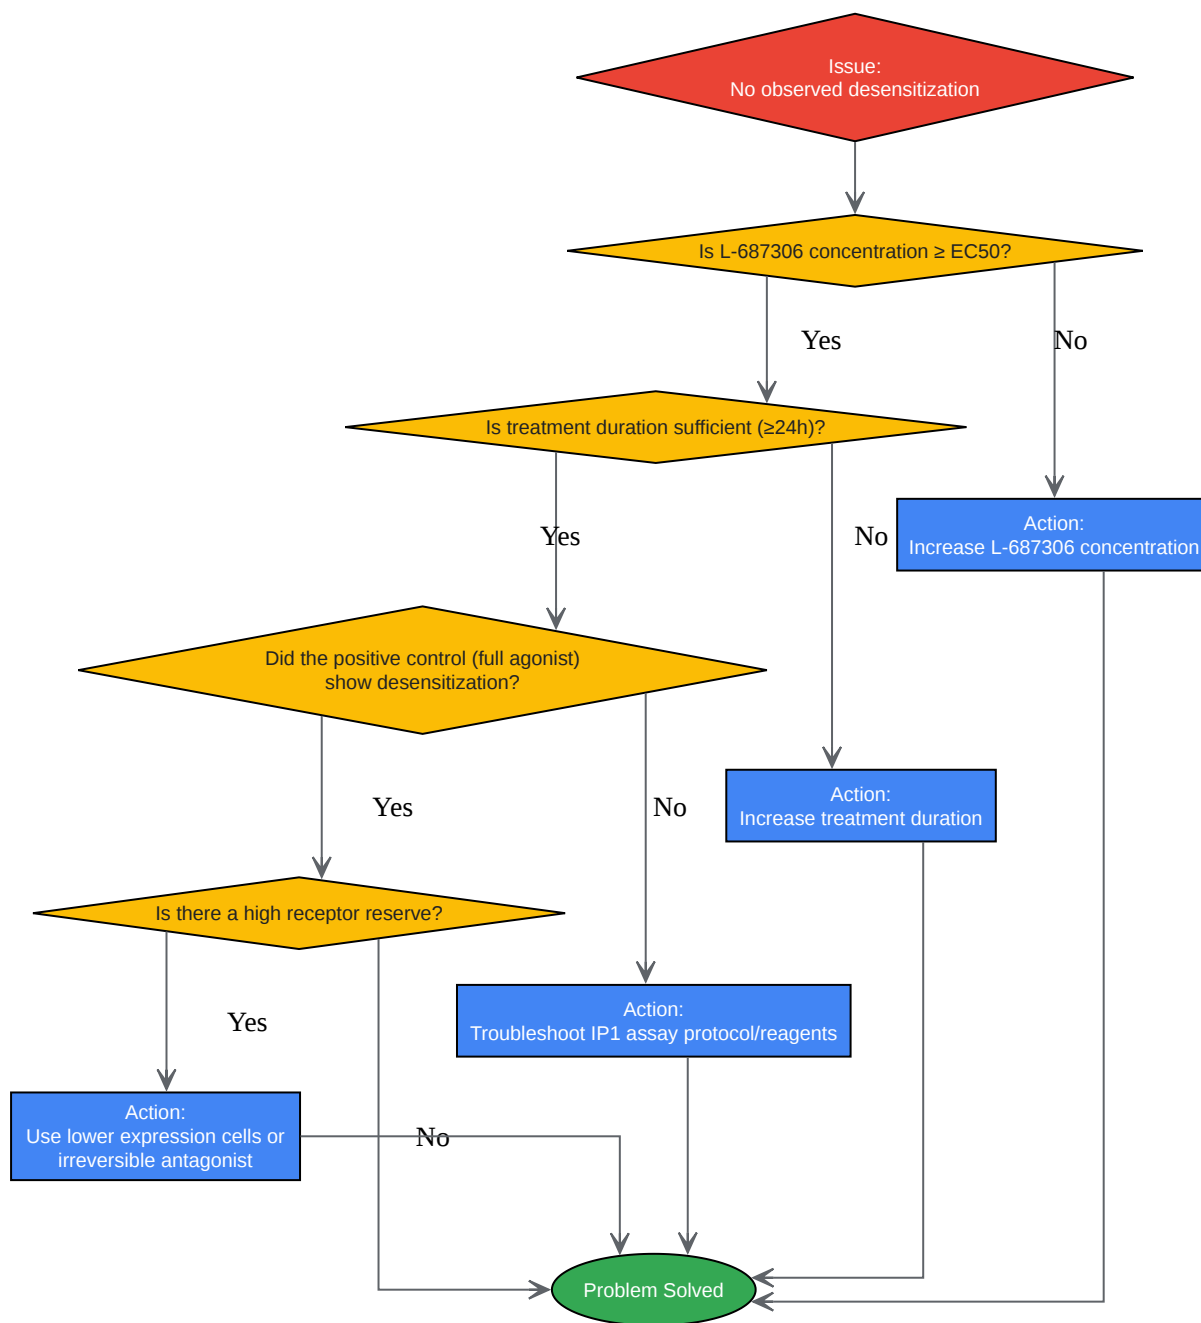 Issue:
No observed desensitization
Is L-687306 concentration ≥ EC50?
Yes
No
Is treatment duration sufficient (≥24h)?
Action:
Increase L-687306 concentration
Yes
No
Did the positive control (full agonist)
show desensitization?
Action:
Increase treatment duration
Yes
No
Is there a high receptor reserve?
Action:
Troubleshoot IP1 assay protocol/reagents
Yes
Action:
Use lower expression cells or
irreversible antagonist
No
Problem Solved